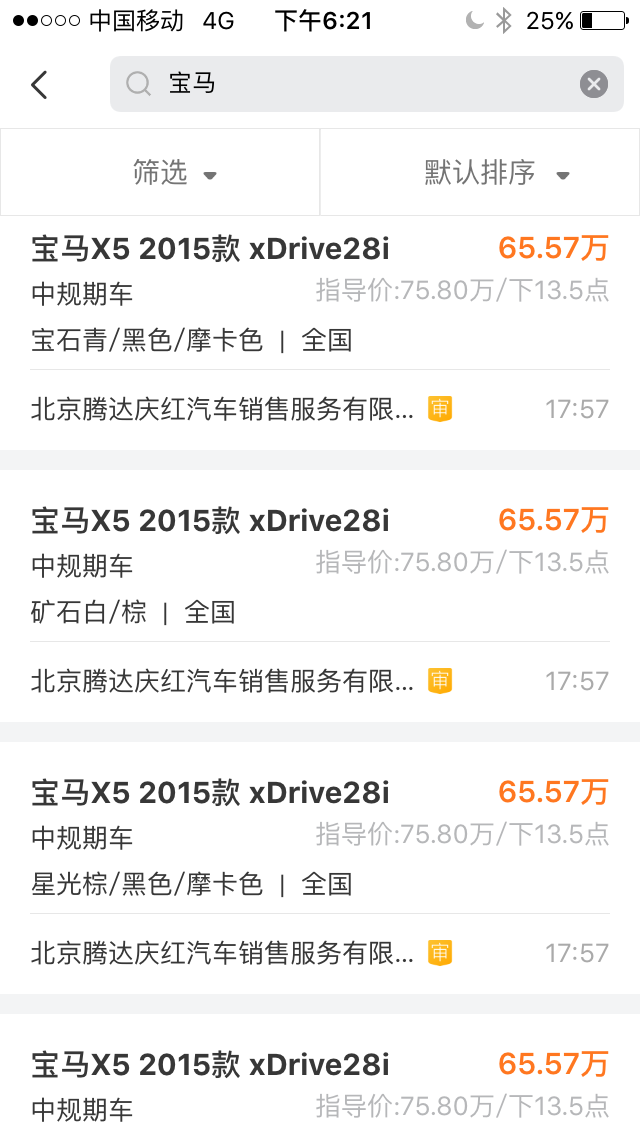 中国移动 4G 下午6:21 25%
宝马
筛选 默认排序
宝马X5 2015款 xDrive28i 65.57万
中规期车 指导价:75.80万/下13.5点
宝石青/黑色/摩卡色 | 全国
北京腾达庆红汽车销售服务有限... 审 17:57
宝马X5 2015款 xDrive28i 65.57万
中规期车 指导价:75.80万/下13.5点
矿石白/棕 | 全国
北京腾达庆红汽车销售服务有限... 审 17:57
宝马X5 2015款 xDrive28i 65.57万
中规期车 指导价:75.80万/下13.5点
星光棕/黑色/摩卡色 | 全国
北京腾达庆红汽车销售服务有限... 审 17:57
宝马X5 2015款 xDrive28i 65.57万
中规期车 指导价:75.80万/下13.5点